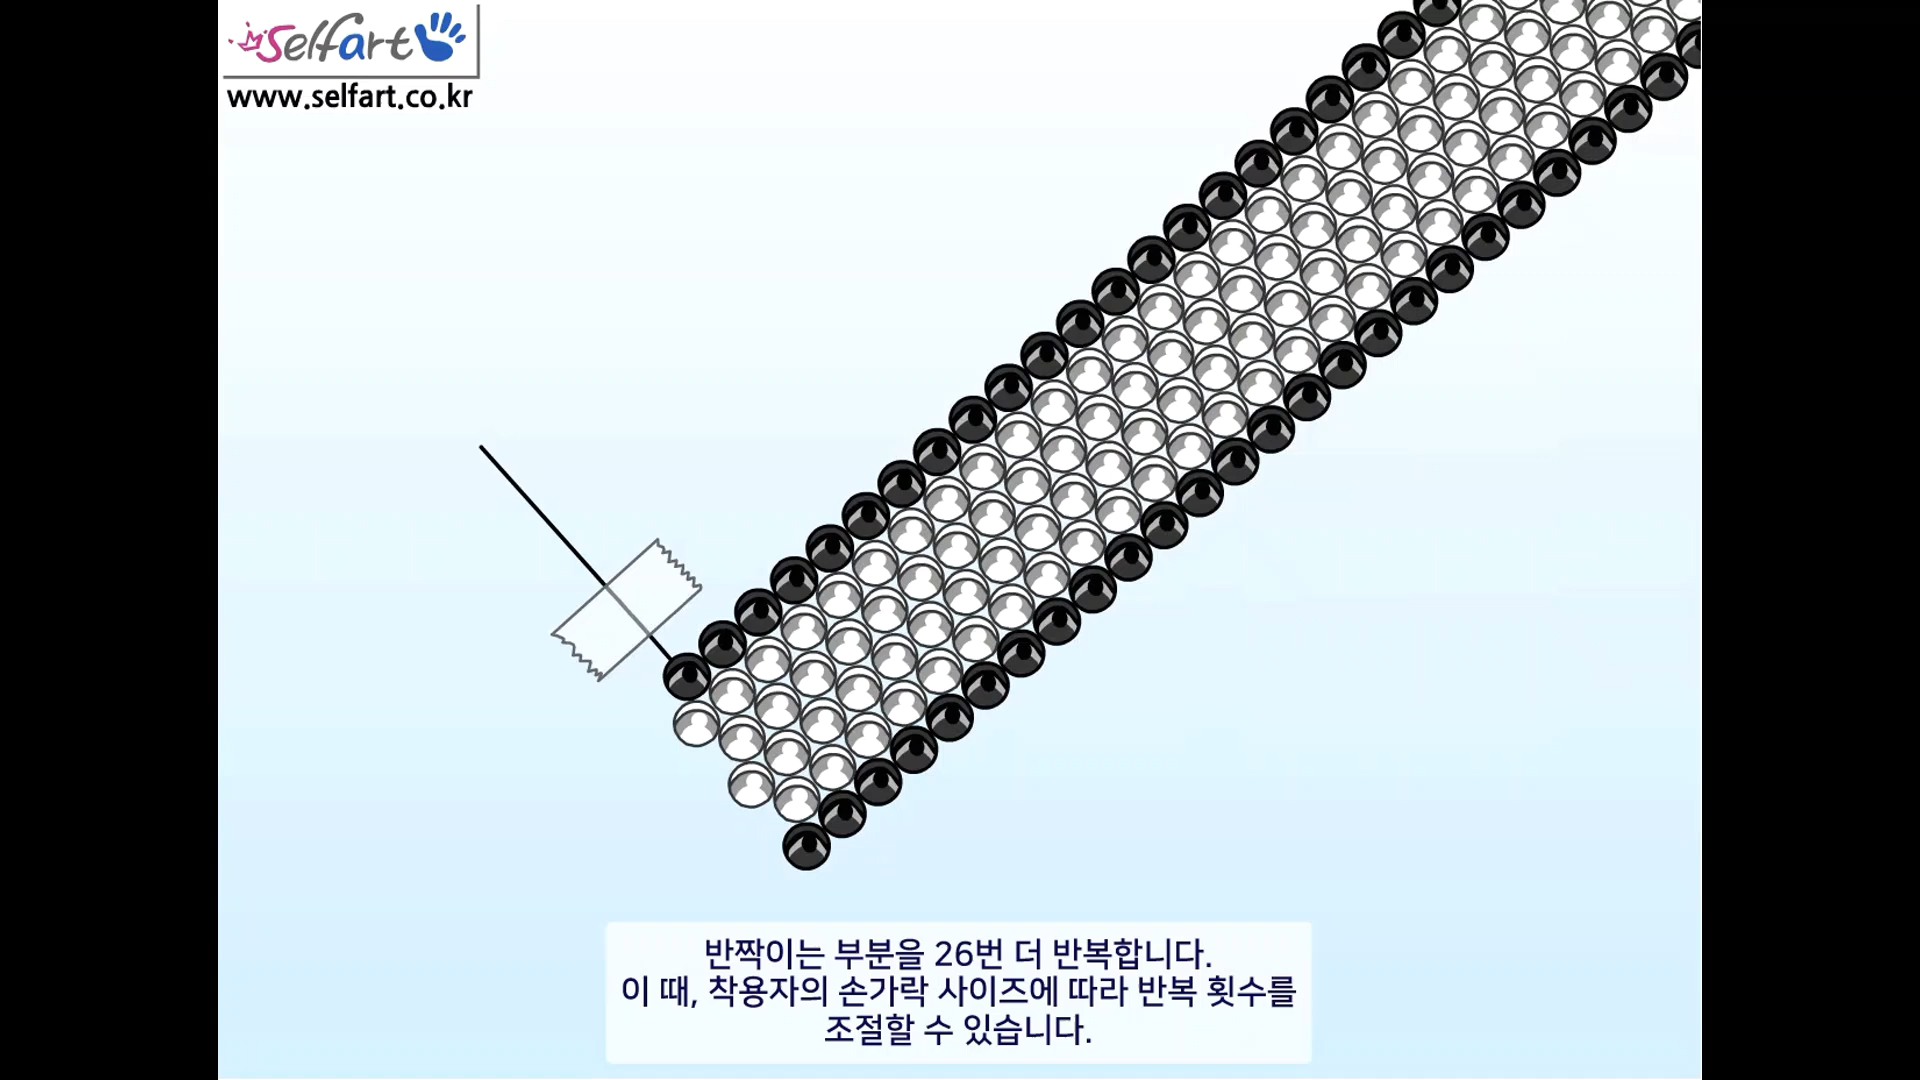 selfart
www.selfart.co.kr
반짝이는 부분을 26번 더 반복합니다.
이 때, 착용자의 손가락 사이즈에 따라 반복 횟수를
조절할 수 있습니다.